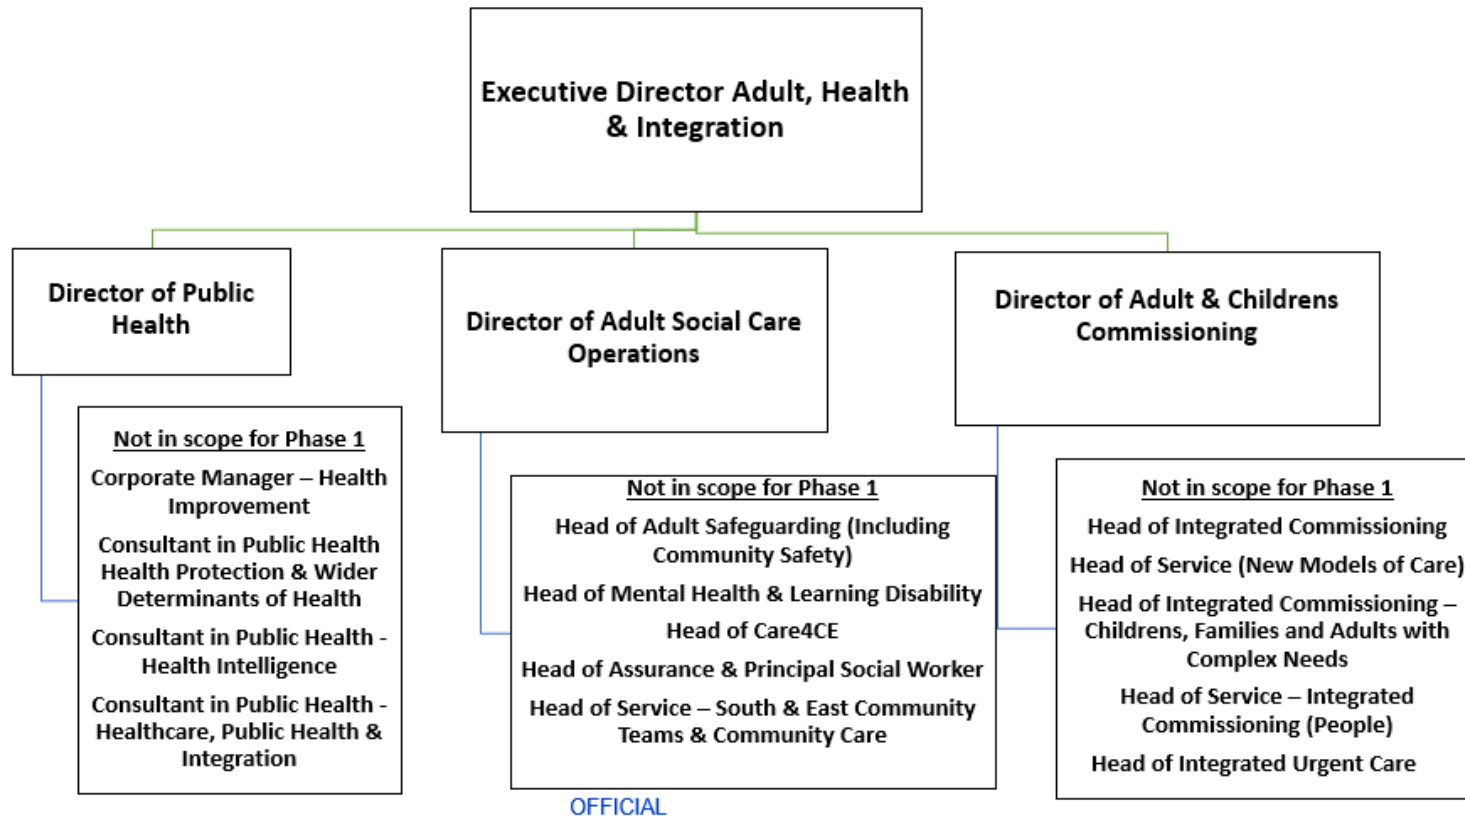 Executive Director Adult, Health
& Integration
Director of Public
Health
Director of Adult Social Care
Operations
Director of Adult & Childrens
Commissioning
Not in scope for Phase 1
Corporate Manager – Health
Improvement
Consultant in Public Health
Health Protection & Wider
Determinants of Health
Consultant in Public Health -
Health Intelligence
Consultant in Public Health -
Healthcare, Public Health &
Integration
Not in scope for Phase 1
Head of Adult Safeguarding (Including
Community Safety)
Head of Mental Health & Learning Disability
Head of Care4CE
Head of Assurance & Principal Social Worker
Head of Service – South & East Community
Teams & Community Care
Not in scope for Phase 1
Head of Integrated Commissioning
Head of Service (New Models of Care)
Head of Integrated Commissioning –
Childrens, Families and Adults with
Complex Needs
Head of Service – Integrated
Commissioning (People)
Head of Integrated Urgent Care
OFFICIAL